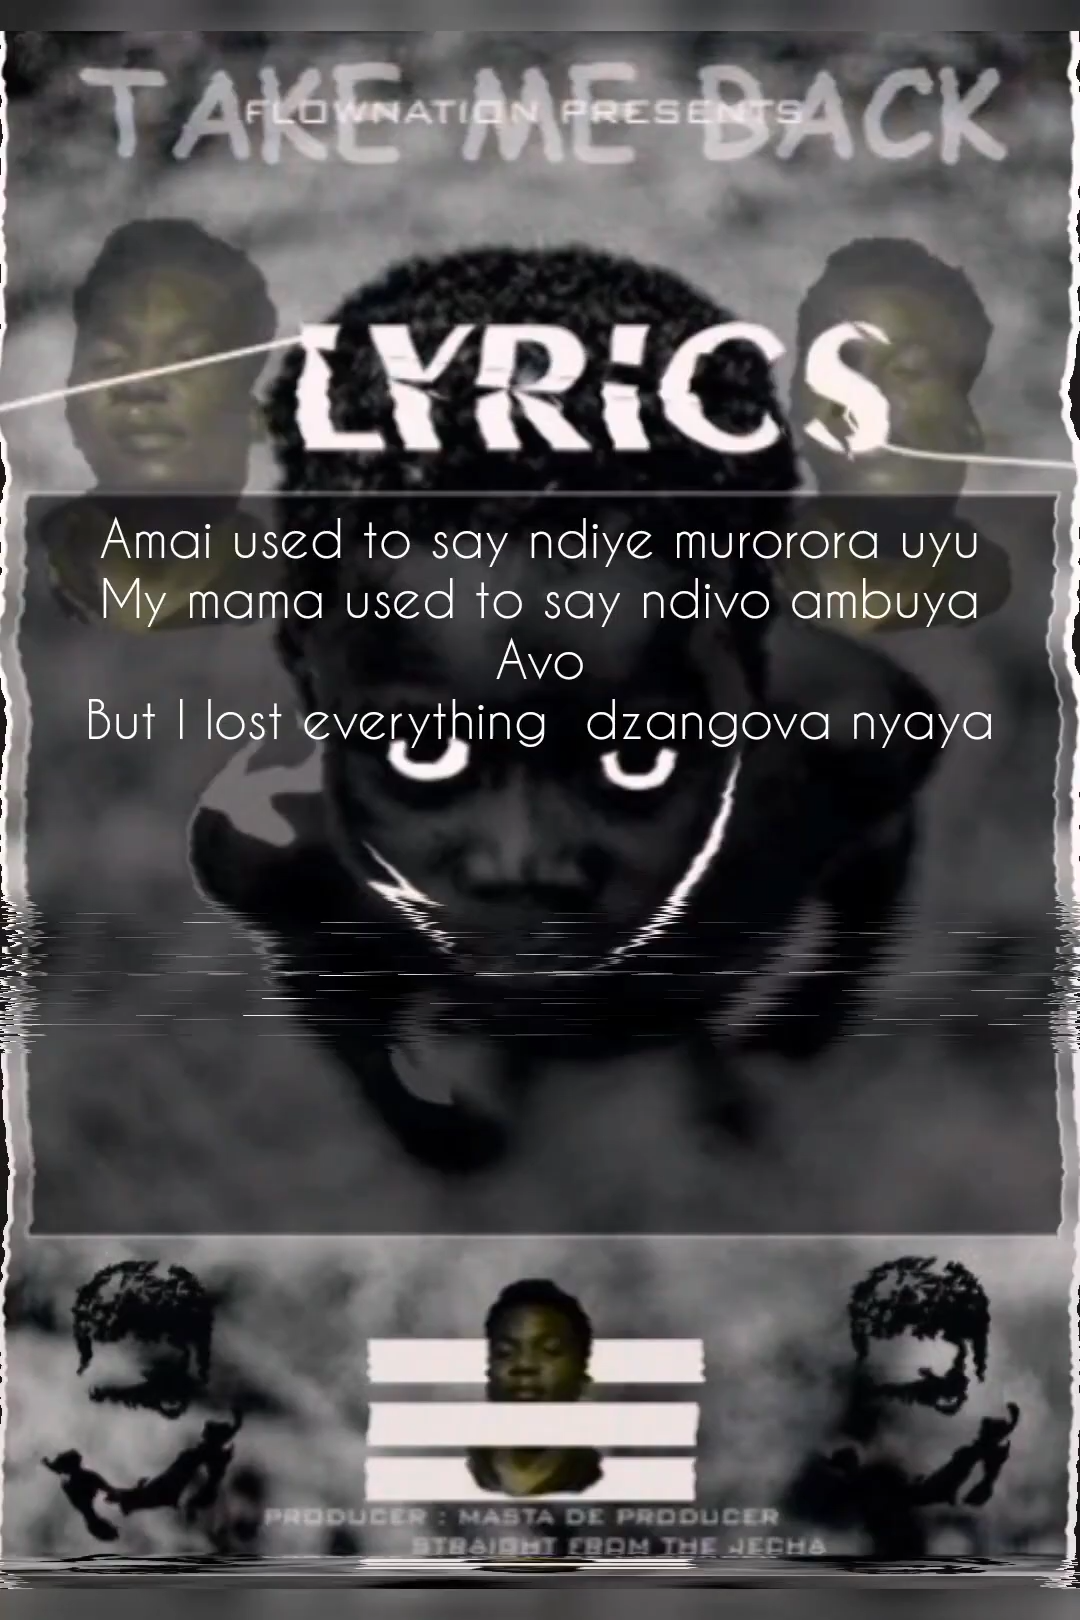 TAKE ME BACK
FLOWNATION PRESENTS
LYRICS
Amai used to say ndiye murorora uyu
My mama used to say ndivo ambuya
Avo
But I lost everything dzangova nyaya
PRODUCER : MASTA DE PRODUCER
STRAIGHT FROM THE JECHA